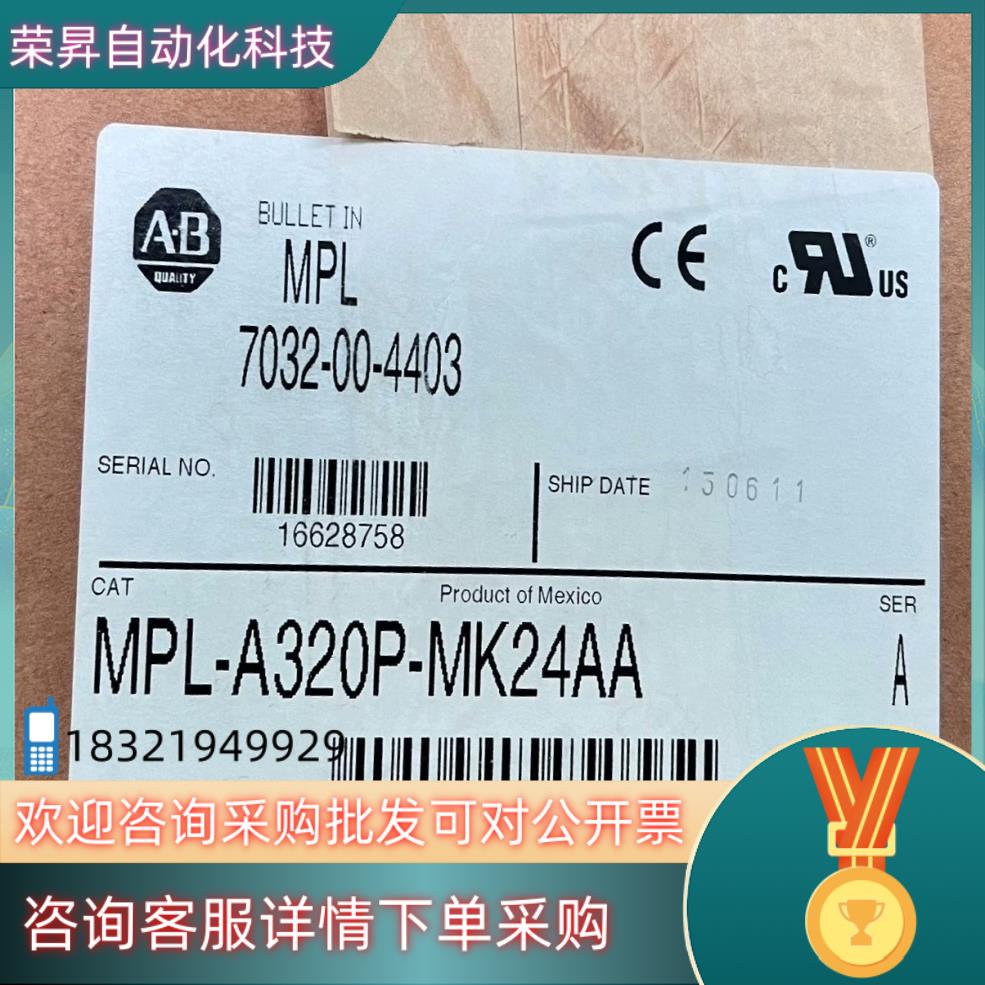 荣昇自动化科技
A·B
QUALITY
BULLETIN
MPL
7032-00-4403
CE
C RU® US
SERIAL NO.
16628758
SHIP DATE 150611
CAT
Product of Mexico
SER
MPL-A320P-MK24AA
A
18321949929
欢迎咨询采购批发可对公开票
咨询客服详情下单采购